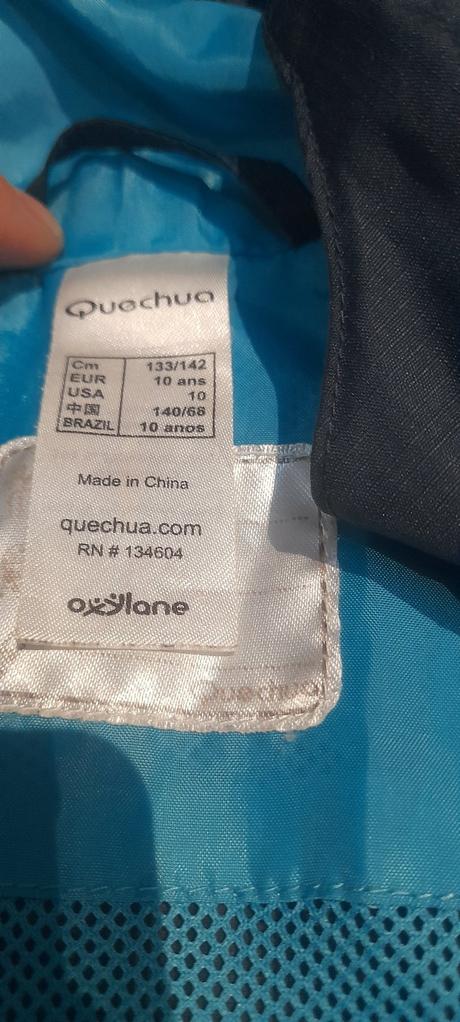 Quechua
Cm 133/142
EUR 10 ans
USA 10
中国 140/68
BRAZIL 10 anos
Made in China
quechua.com
RN # 134604
oxylane
Quechua